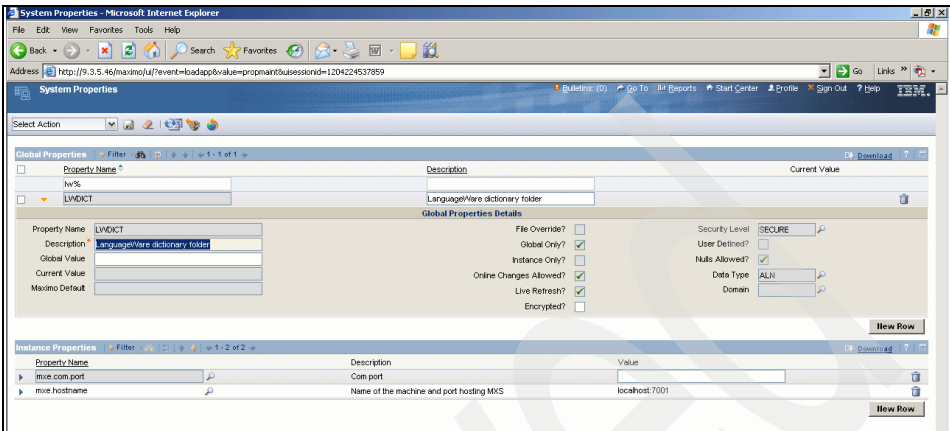 System Properties - Microsoft Internet Explorer
File Edit View Favorites Tools Help
Back Search Favorites
Address http://9.3.5.46/maximo/ui/?event=loadapp&value=propmaint&uisessionid=1204224537859 Go Links »
System Properties Bulletins: (0) Go To Reports Start Center Profile Sign Out ? Help IBM.
Select Action
Global Properties Filter 1 - 1 of 1 Download ?
Property Name Description Current Value
lw%
LWDICT LanguageWare dictionary folder
Global Properties Details
Property Name LWDICT File Override? Security Level SECURE
Description * LanguageWare dictionary folder Global Only? User Defined?
Global Value Instance Only? Nulls Allowed?
Current Value Online Changes Allowed? Data Type ALN
Maximo Default Live Refresh? Domain
Encrypted?
New Row
Instance Properties Filter 1 - 2 of 2 Download ?
Property Name Description Value
mxe.com.port Com port
mxe.hostname Name of the machine and port hosting MXS localhost:7001
New Row